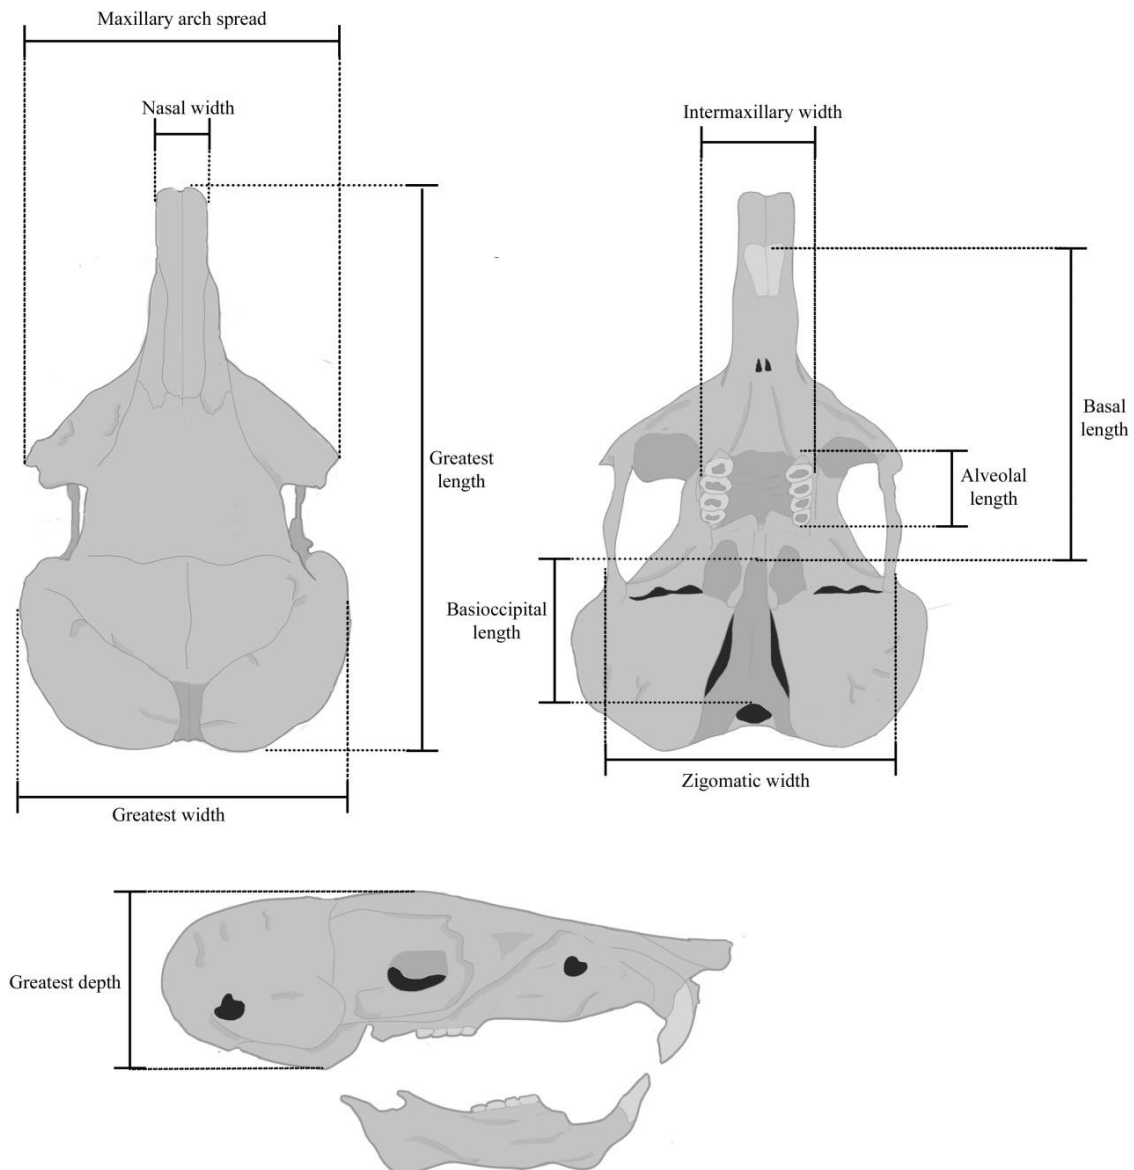 Maxillary arch spread
Nasal width
Intermaxillary width
Greatest
length
Basal
length
Alveolal
length
Basioccipital
length
Zigomatic width
Greatest width
Greatest depth